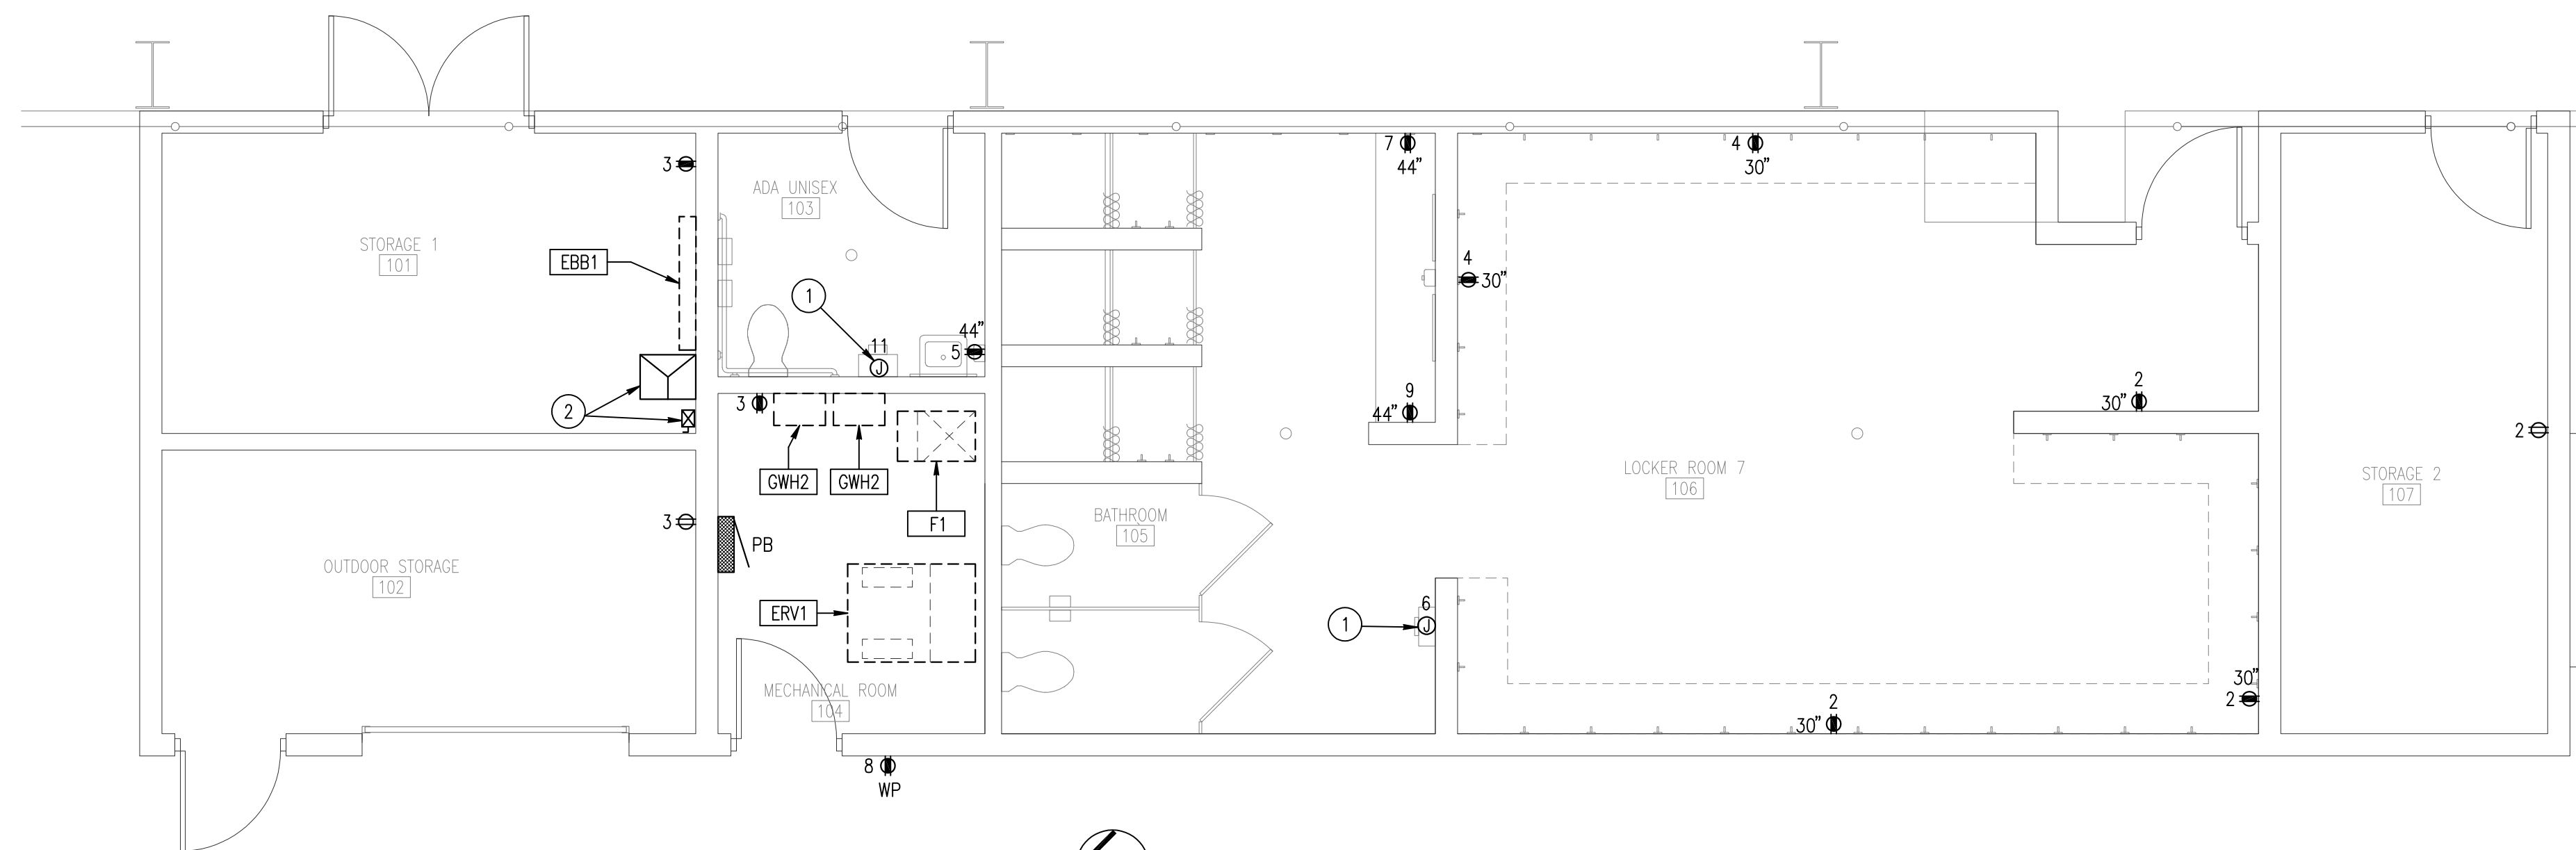 STORAGE 1
101
EBB1
3
2
ADA UNISEX
103
1
11
J
44"
5
3
GWH2
GWH2
F1
PB
ERV1
MECHANICAL ROOM
104
8
WP
OUTDOOR STORAGE
102
3
BATHROOM
105
7
44"
9
44"
1
6
J
4
30"
4
30"
LOCKER ROOM 7
106
2
30"
2
30"
30"
2
STORAGE 2
107
2